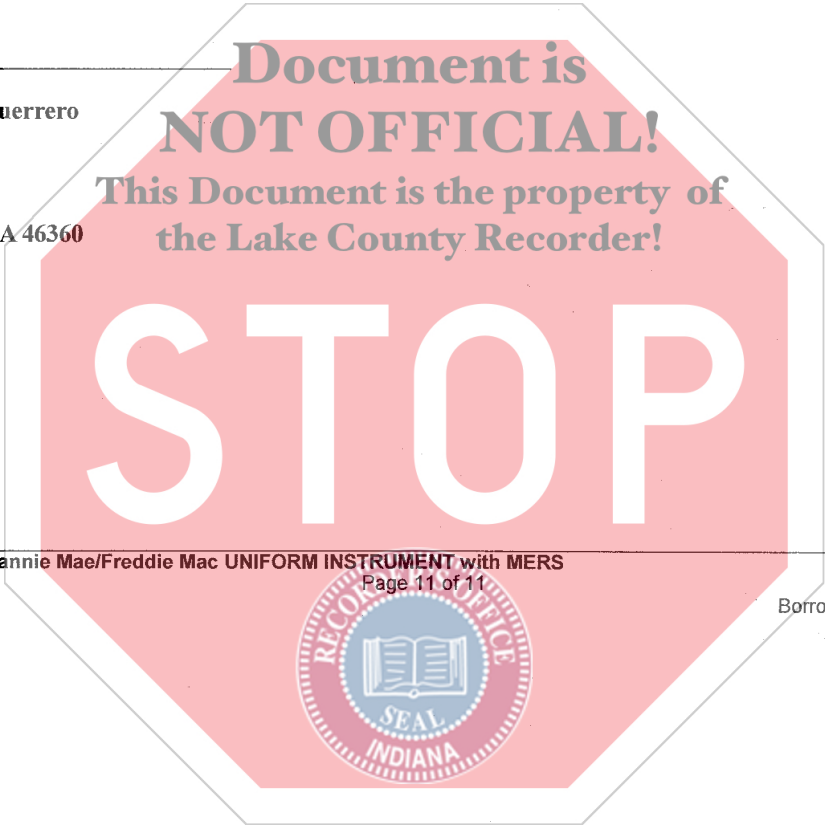 Document is
uerrero
NOT OFFICIAL!
This Document is the property of
A 46360
the Lake County Recorder!
STOP
annie Mae/Freddie Mac UNIFORM INSTRUMENT with MERS
Page 11 of 11
Borro
RECORDER'S OFFICE
SEAL
INDIANA